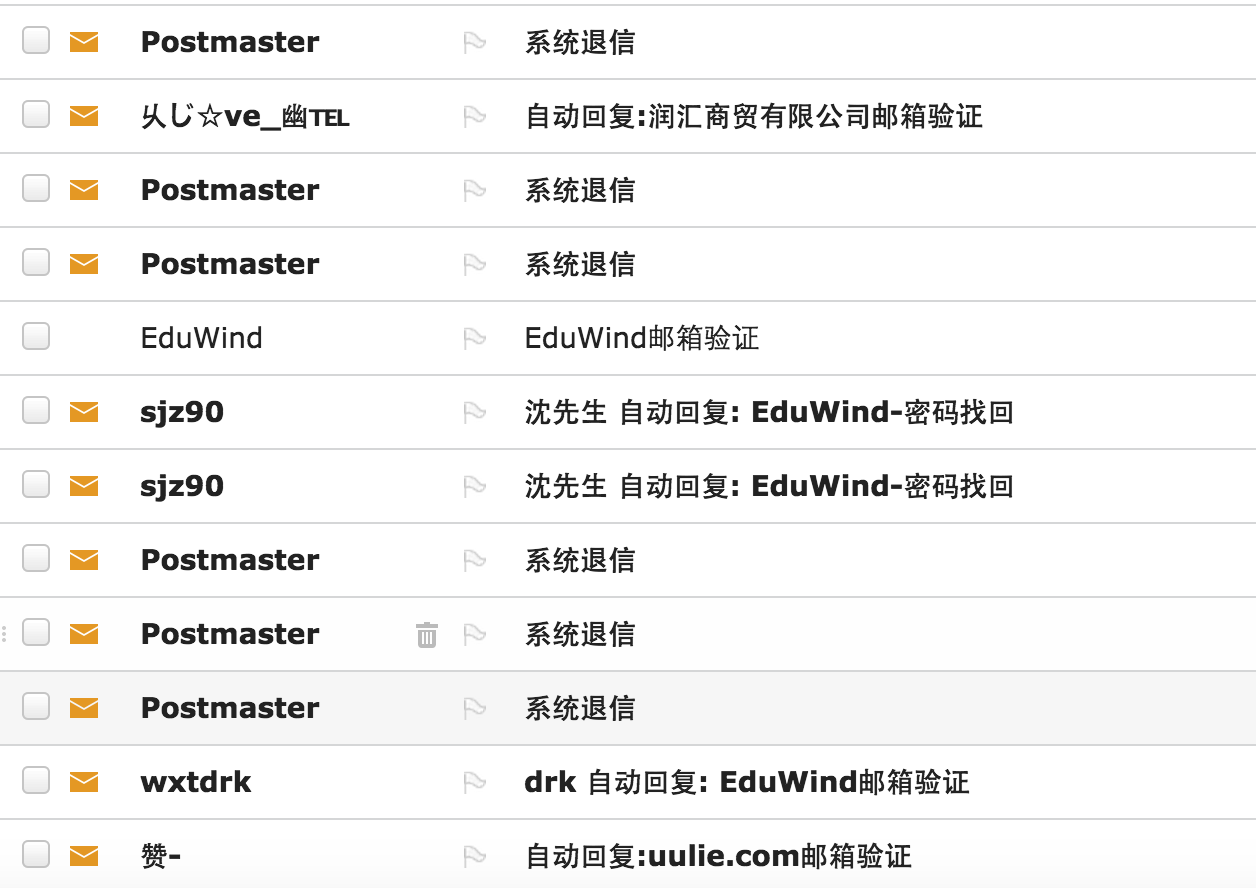 Postmaster 系统退信
乆じ☆ve_幽TEL 自动回复:润汇商贸有限公司邮箱验证
Postmaster 系统退信
Postmaster 系统退信
EduWind EduWind邮箱验证
sjz90 沈先生 自动回复: EduWind-密码找回
sjz90 沈先生 自动回复: EduWind-密码找回
Postmaster 系统退信
Postmaster 系统退信
Postmaster 系统退信
wxtdrk drk 自动回复: EduWind邮箱验证
赞- 自动回复:uulie.com邮箱验证